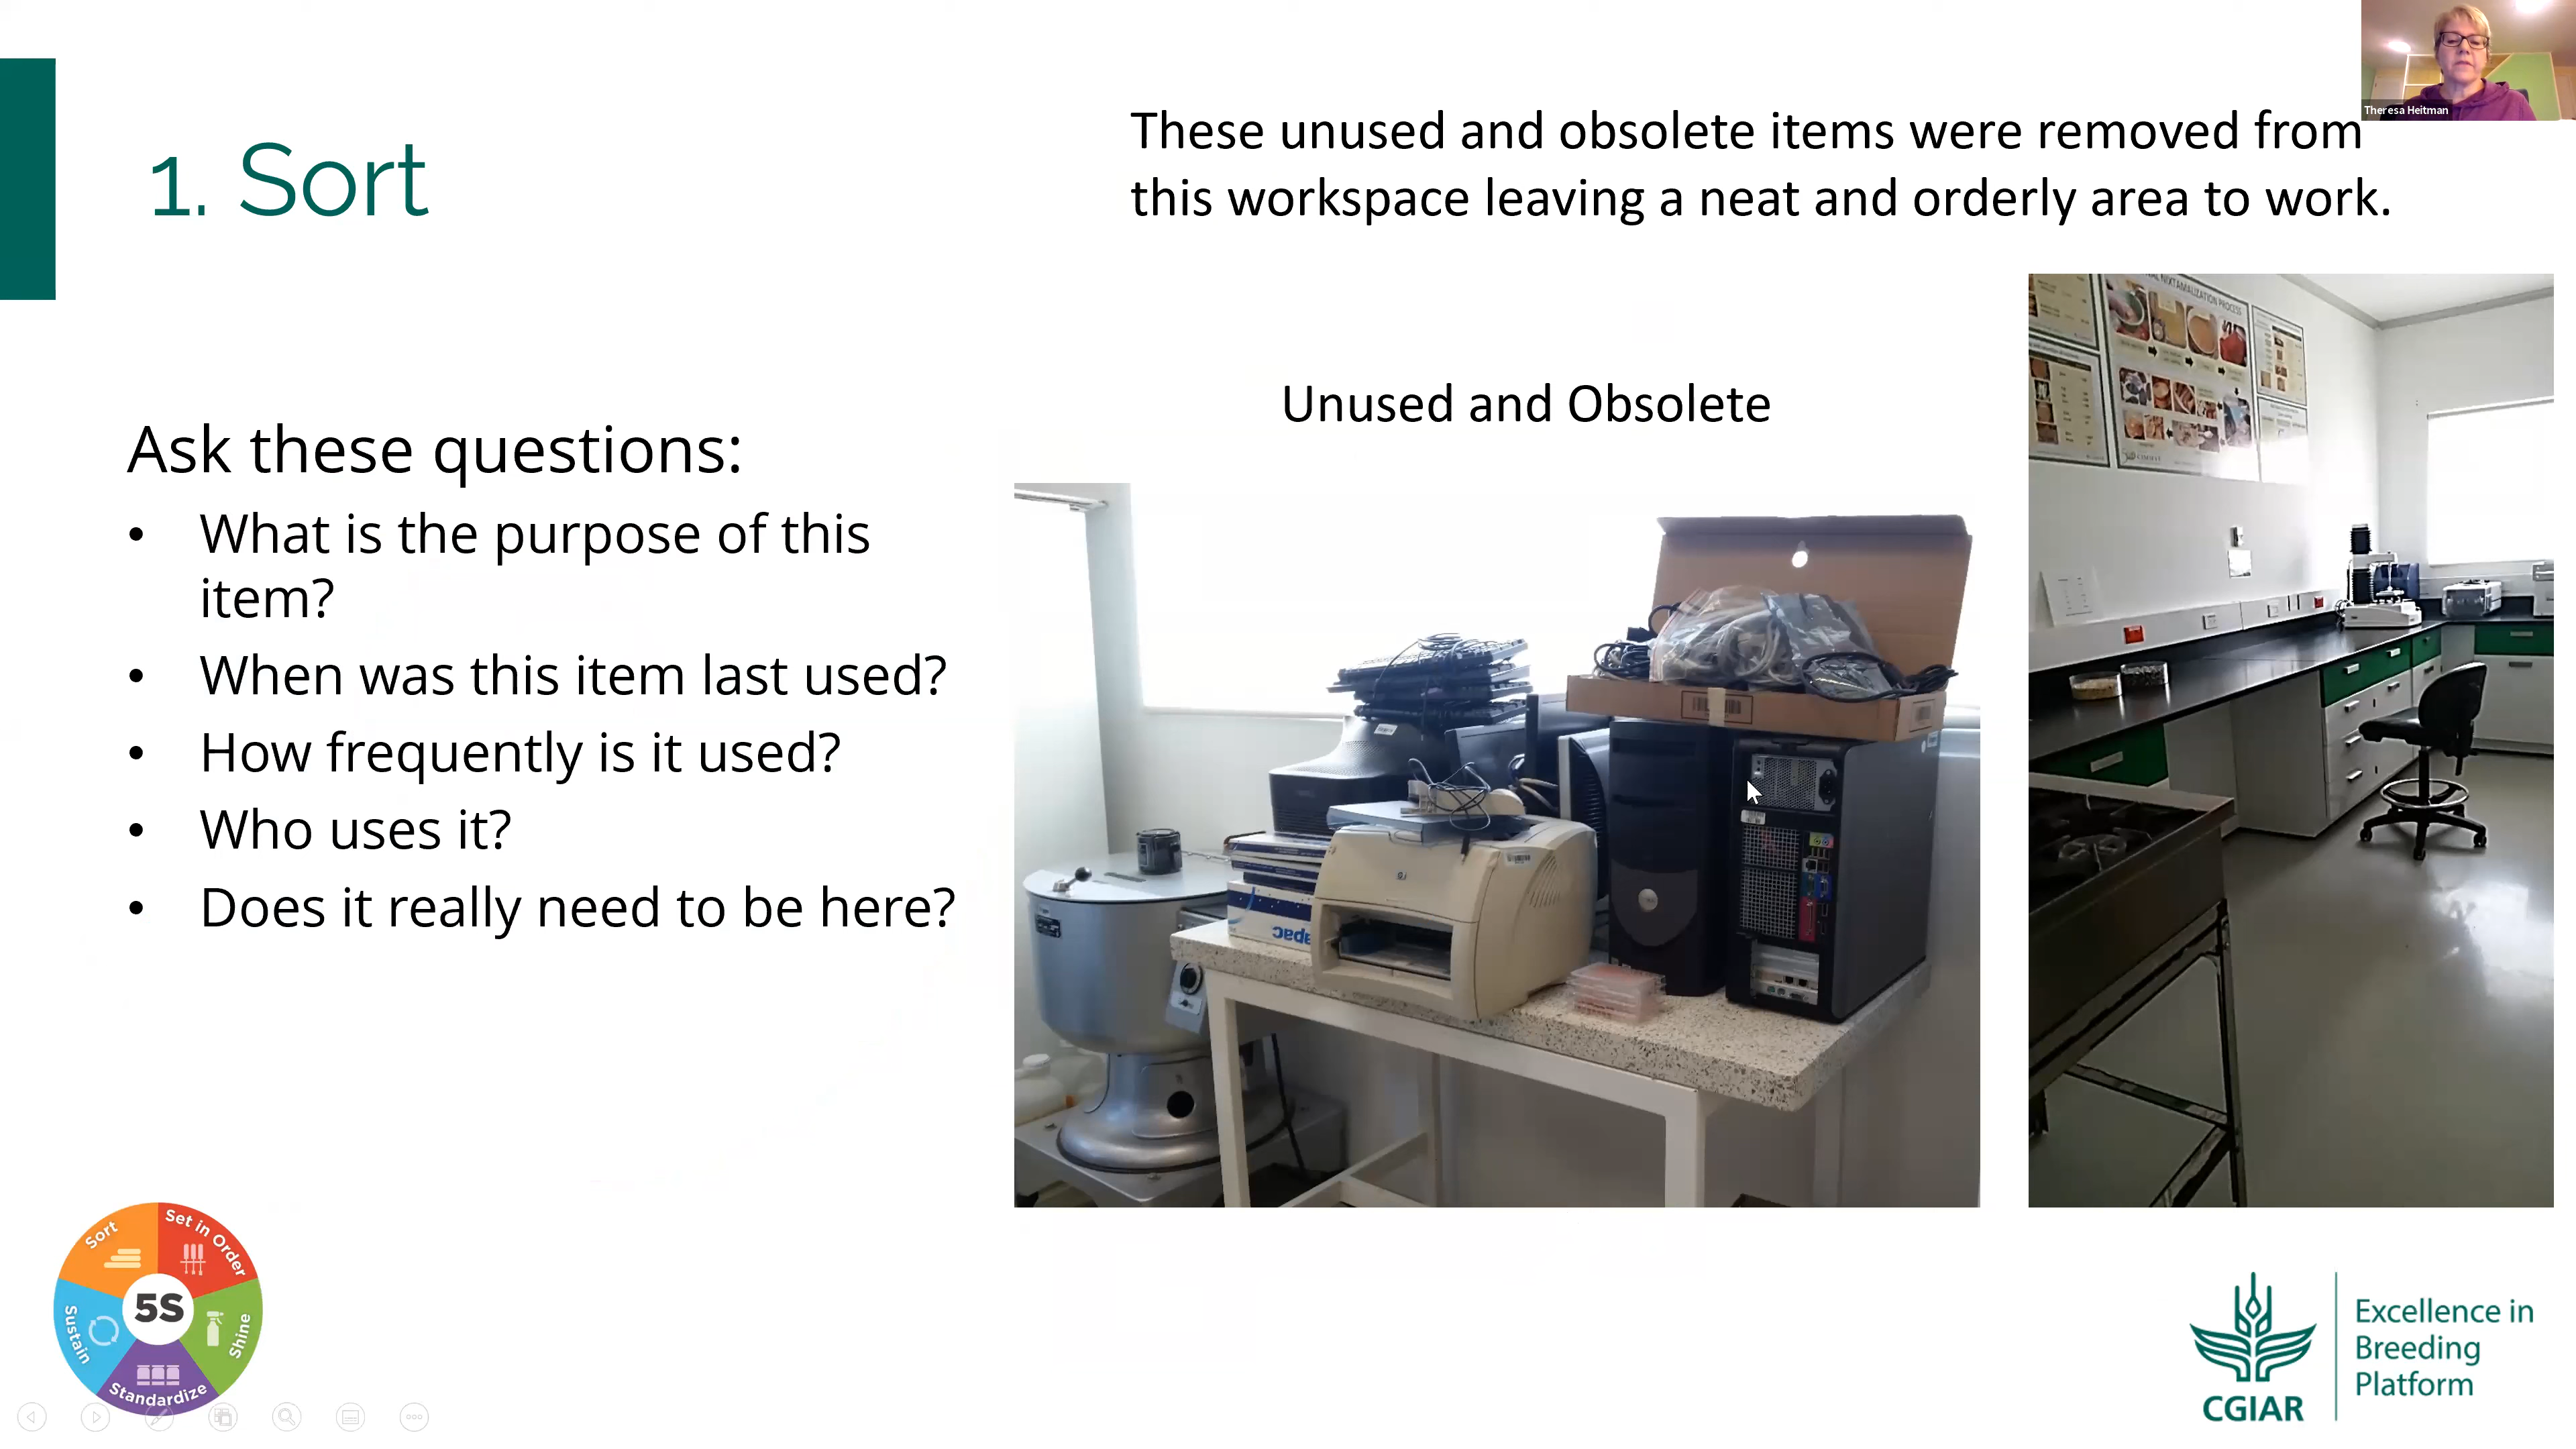 Theresa Heitman
1. Sort
These unused and obsolete items were removed from
this workspace leaving a neat and orderly area to work.
Ask these questions:
• What is the purpose of this
item?
• When was this item last used?
• How frequently is it used?
• Who uses it?
• Does it really need to be here?
Unused and Obsolete
NIXTAMALIZATION PROCESS
apac
Sort
Set in Order
Shine
Standardize
Sustain
5S
CGIAR
Excellence in
Breeding
Platform